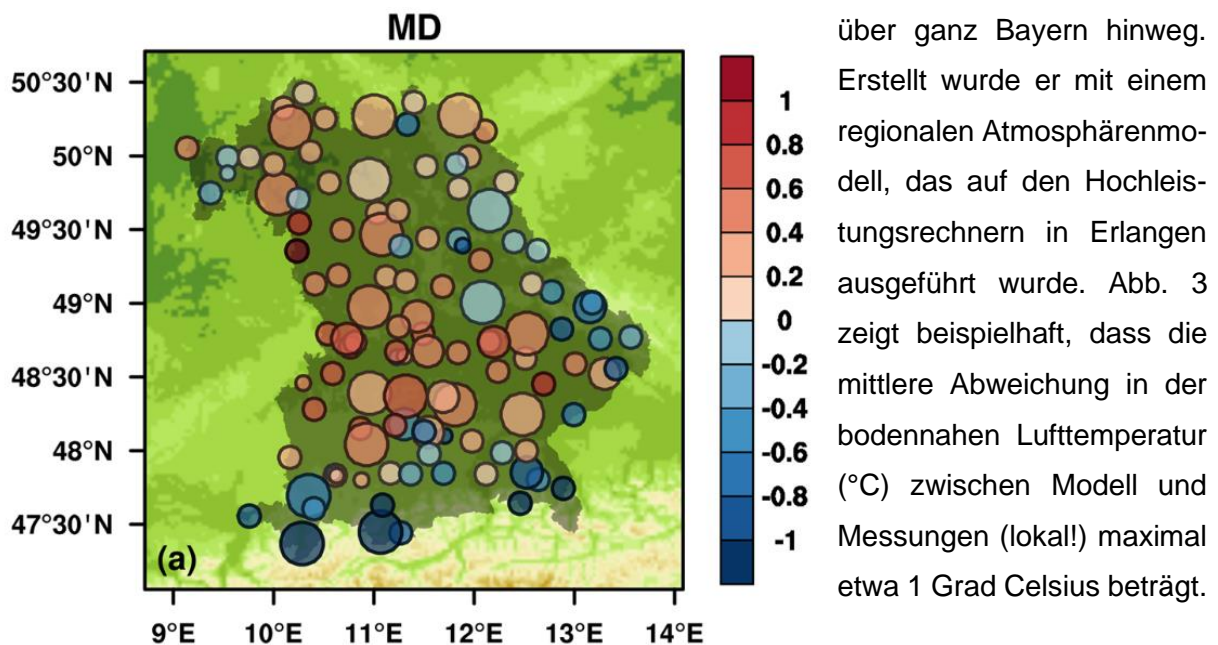 MD
50°30'N
50°N
49°30'N
49°N
48°30'N
48°N
47°30'N
(a)
9°E 10°E 11°E 12°E 13°E 14°E
1
0.8
0.6
0.4
0.2
0
-0.2
-0.4
-0.6
-0.8
-1
über ganz Bayern hinweg.
Erstellt wurde er mit einem
regionalen Atmosphärenmo-
dell, das auf den Hochleis-
tungsrechnern in Erlangen
ausgeführt wurde. Abb. 3
zeigt beispielhaft, dass die
mittlere Abweichung in der
bodennahen Lufttemperatur
(°C) zwischen Modell und
Messungen (lokal!) maximal
etwa 1 Grad Celsius beträgt.